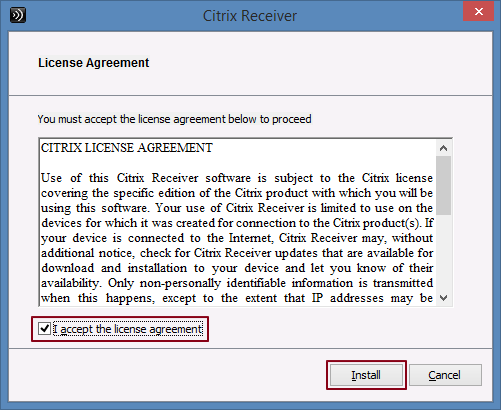 Citrix Receiver
License Agreement
You must accept the license agreement below to proceed
CITRIX LICENSE AGREEMENT
Use of this Citrix Receiver software is subject to the Citrix license
covering the specific edition of the Citrix product with which you will be
using this software. Your use of Citrix Receiver is limited to use on the
devices for which it was created for connection to the Citrix product(s). If
your device is connected to the Internet, Citrix Receiver may, without
additional notice, check for Citrix Receiver updates that are available for
download and installation to your device and let you know of their
availability. Only non-personally identifiable information is transmitted
when this happens, except to the extent that IP addresses may be
I accept the license agreement
Install
Cancel